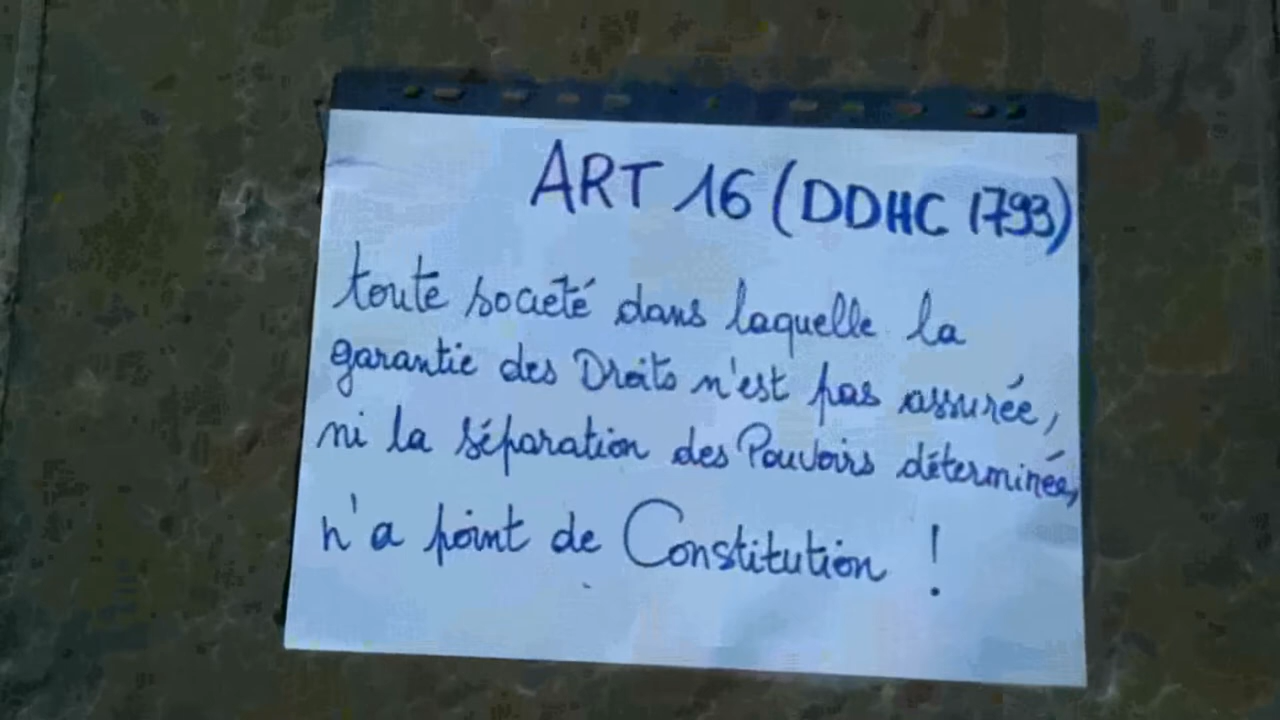 ART 16 (DDHC 1793)
toute société dans laquelle la
garantie des Droits n'est pas assurée,
ni la séparation des Pouvoirs déterminée,
n'a point de Constitution !